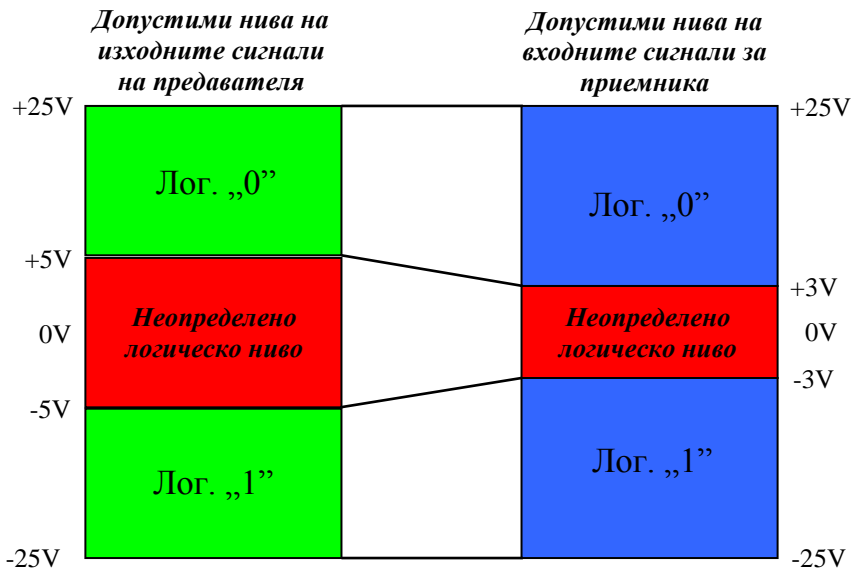 Допустими нива на
изходните сигнали
на предавателя
Допустими нива на
входните сигнали за
приемника
+25V
+25V
Лог. „0”
Лог. „0”
+5V
+3V
Неопределено
логическо ниво
Неопределено
логическо ниво
0V
0V
-3V
-5V
Лог. „1”
Лог. „1”
-25V
-25V